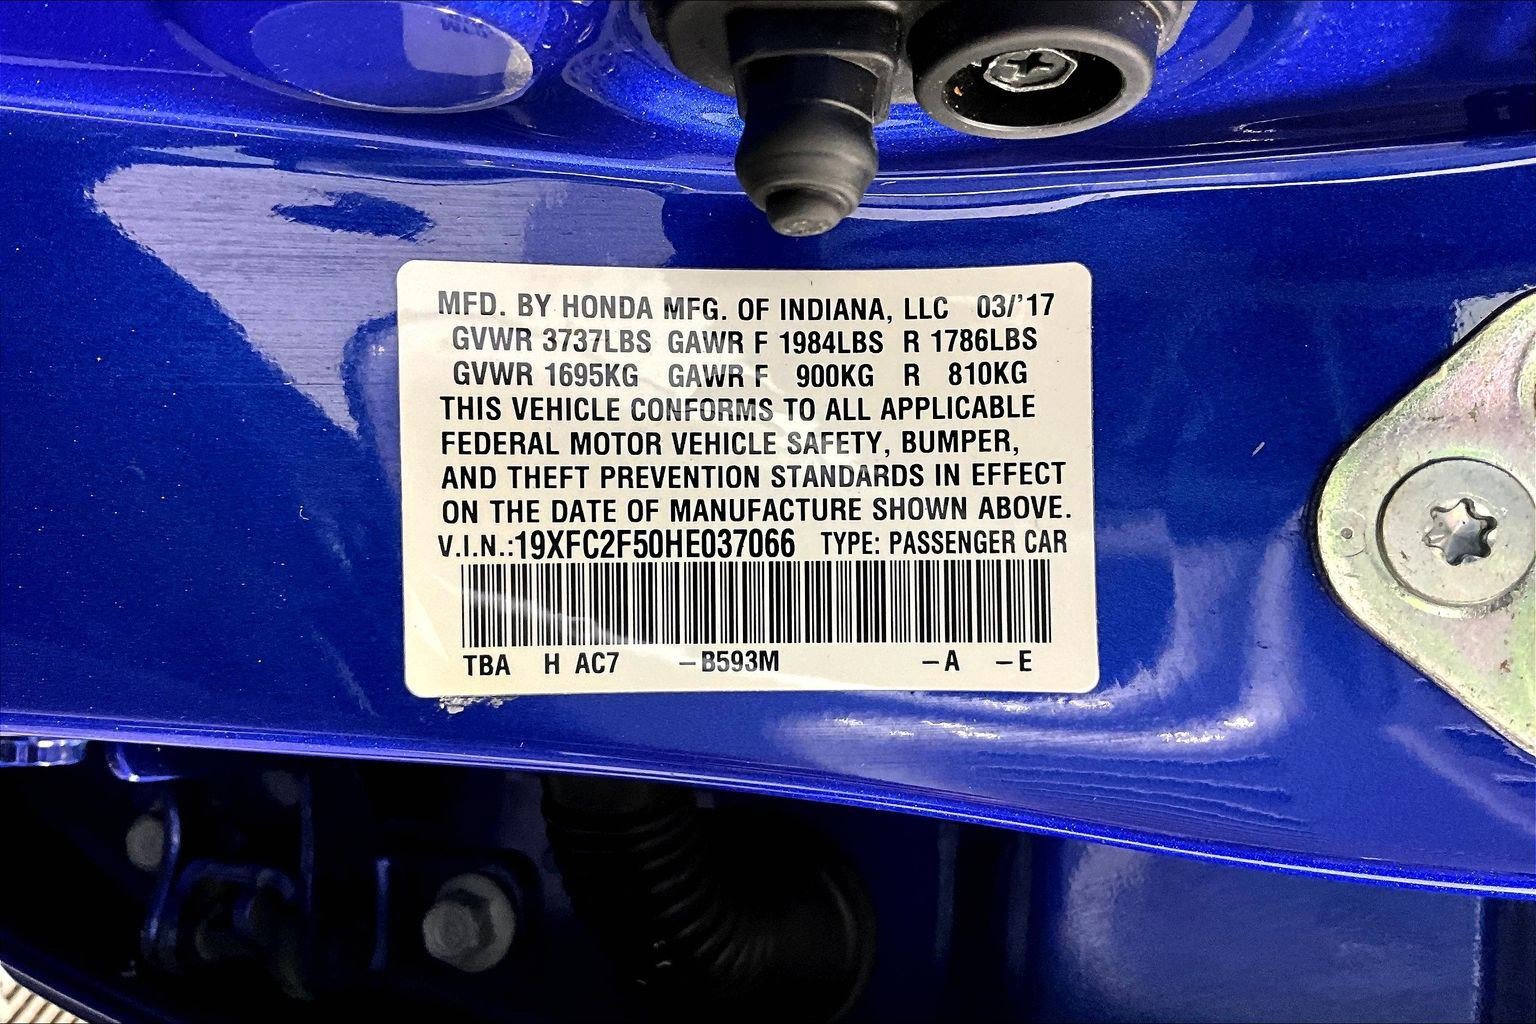 MFD. BY HONDA MFG. OF INDIANA, LLC 03/'17
GVWR 3737LBS GAWR F 1984LBS R 1786LBS
GVWR 1695KG GAWR F 900KG R 810KG
THIS VEHICLE CONFORMS TO ALL APPLICABLE
FEDERAL MOTOR VEHICLE SAFETY, BUMPER,
AND THEFT PREVENTION STANDARDS IN EFFECT
ON THE DATE OF MANUFACTURE SHOWN ABOVE.
V.I.N.:19XFC2F50HE037066 TYPE: PASSENGER CAR
TBA H AC7 –B593M –A –E